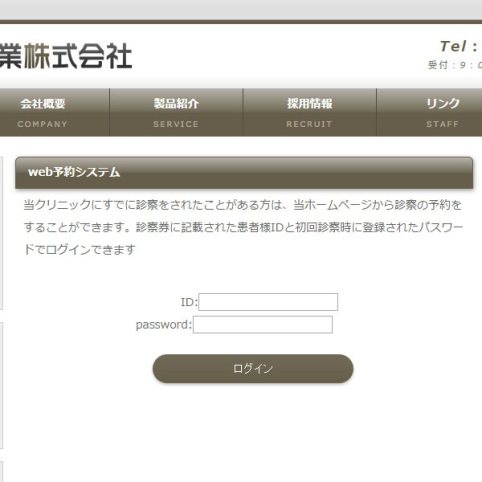 業株式会社
Tel :
受付 : 9 : 0
会社概要 製品紹介 採用情報 リンク
COMPANY SERVICE RECRUIT STAFF
web予約システム
当クリニックにすでに診察をされたことがある方は、当ホームページから診察の予約を
することができます。診察券に記載された患者様IDと初回診察時に登録されたパスワー
ドでログインできます
ID:
password:
ログイン